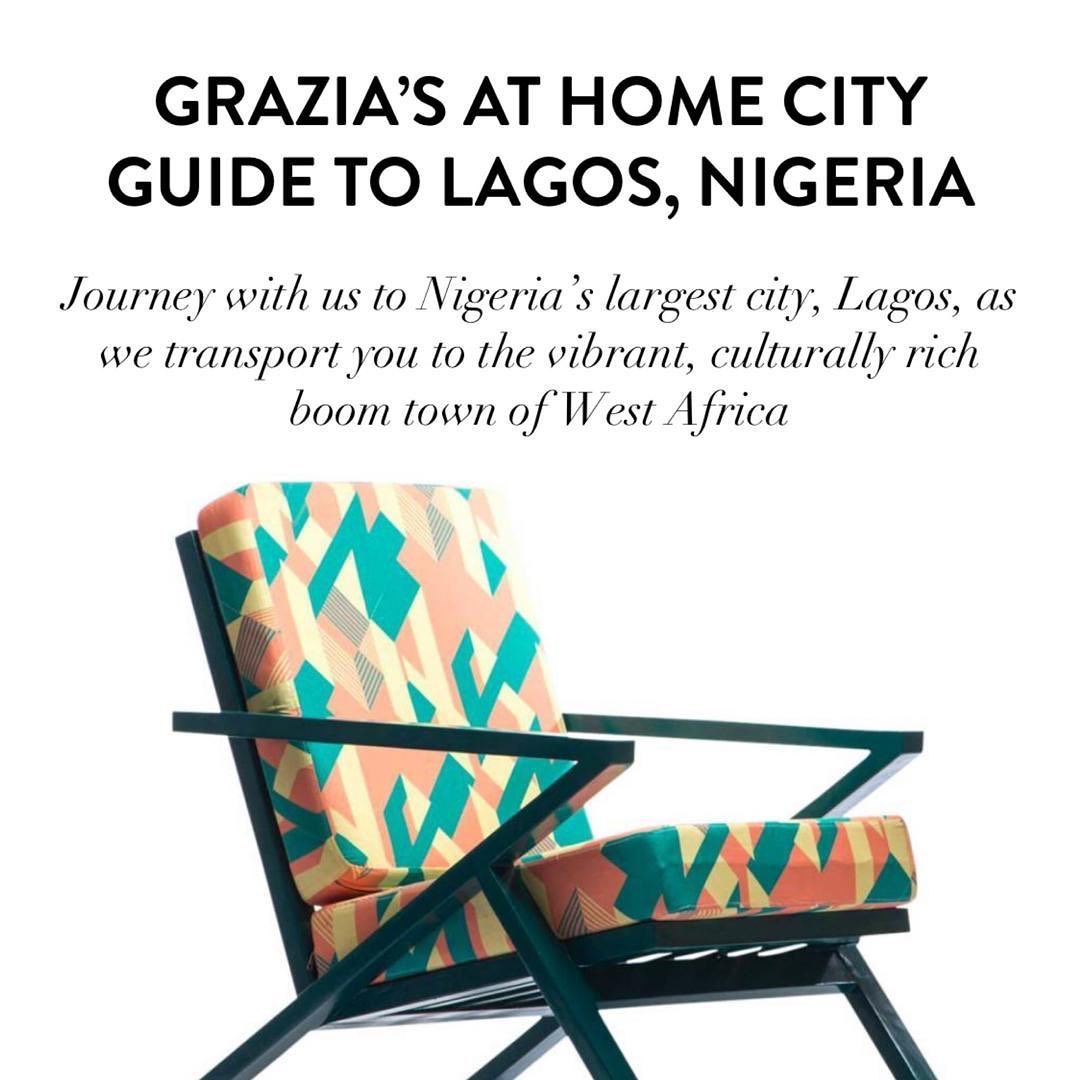 GRAZIA’S AT HOME CITY
GUIDE TO LAGOS, NIGERIA
Journey with us to Nigeria’s largest city, Lagos, as
we transport you to the vibrant, culturally rich
boom town of West Africa